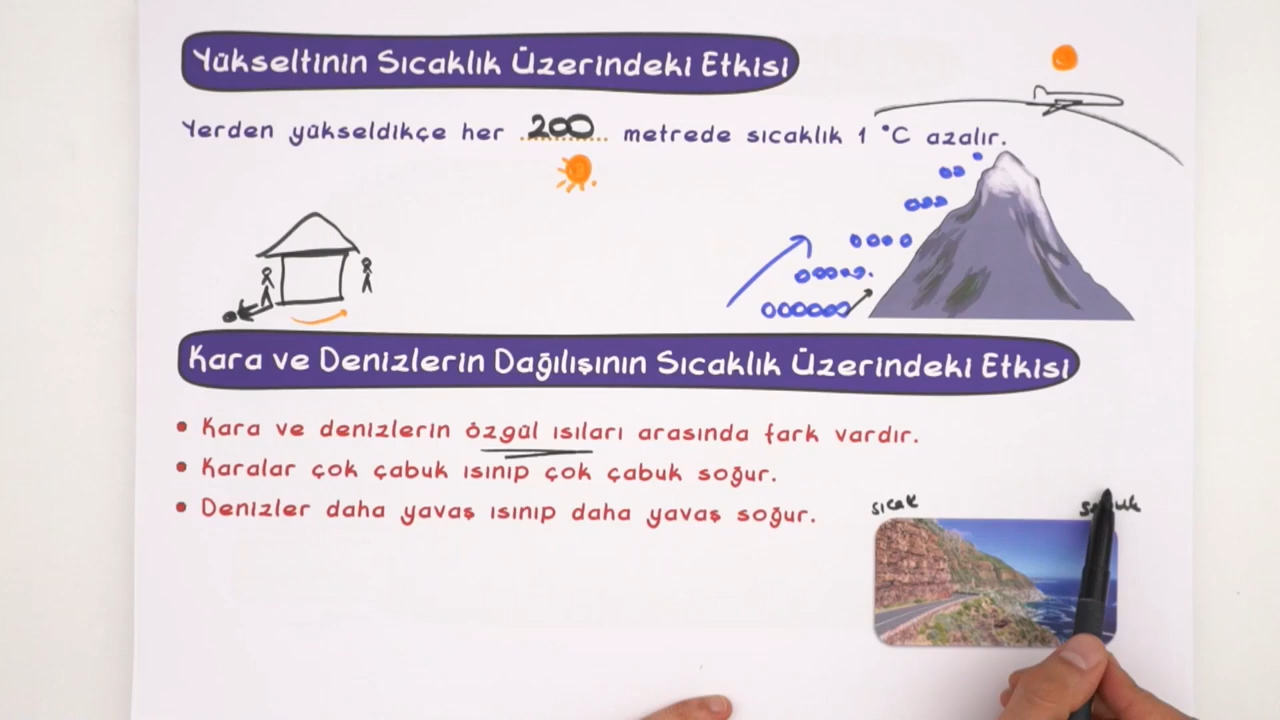 Yükseltinin Sıcaklık Üzerindeki Etkisi
Yerden yükseldikçe her 200 metrede sıcaklık 1 °C azalır.
Kara ve Denizlerin Dağılışının Sıcaklık Üzerindeki Etkisi
• Kara ve denizlerin özgül ısıları arasında fark vardır.
• Karalar çok çabuk ısınıp çok çabuk soğur.
• Denizler daha yavaş ısınıp daha yavaş soğur.
sıcak